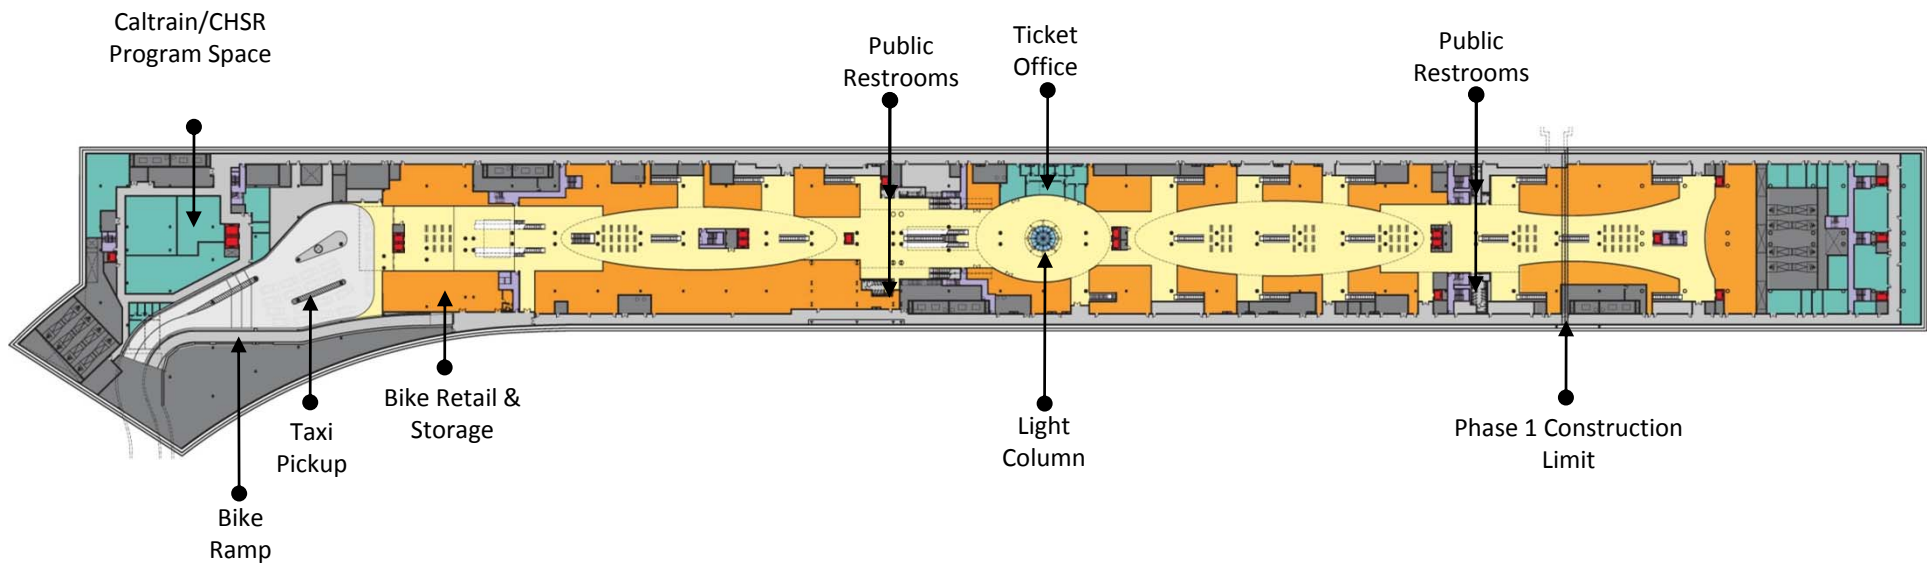 Caltrain/CHSR
Program Space
Public
Restrooms
Ticket
Office
Public
Restrooms
Bike Retail &
Storage
Taxi
Pickup
Bike
Ramp
Light
Column
Phase 1 Construction
Limit